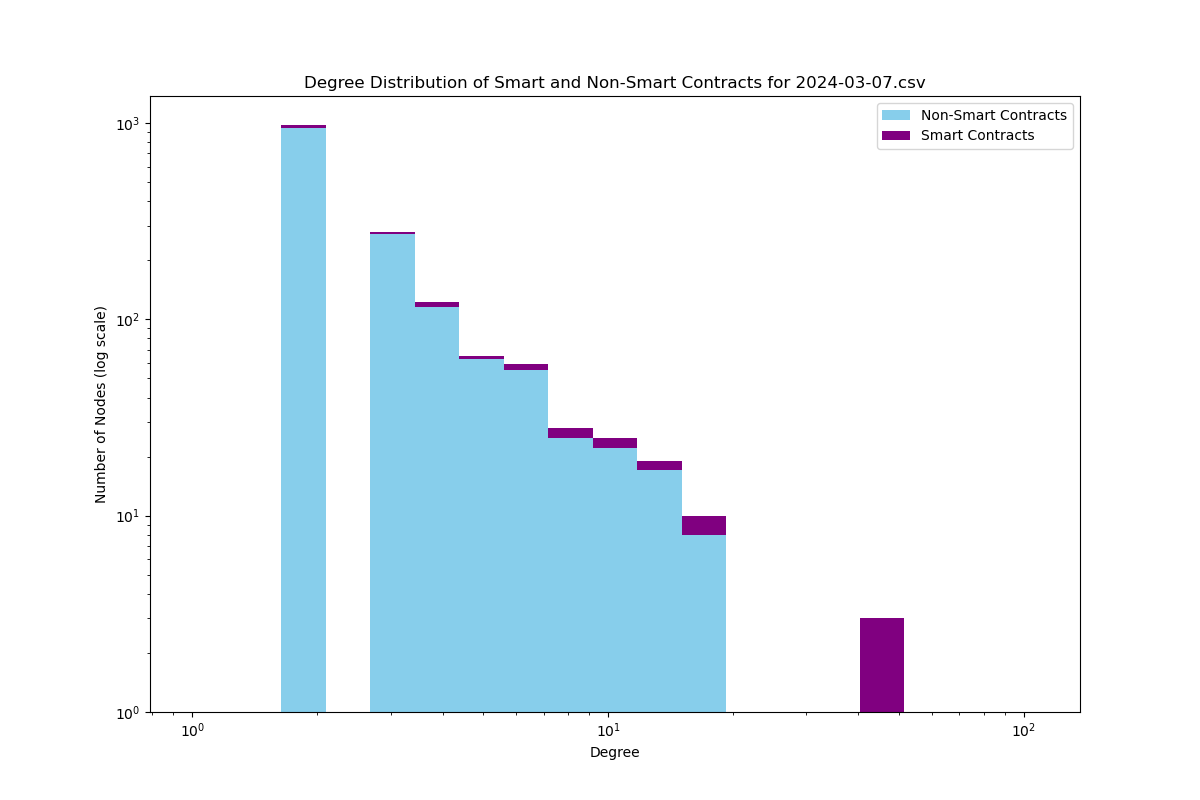 Degree Distribution of Smart and Non-Smart Contracts for 2024-03-07.csv
Non-Smart Contracts
Smart Contracts
Number of Nodes (log scale)
10³
10²
10¹
10⁰
10⁰ 10¹ 10²
Degree